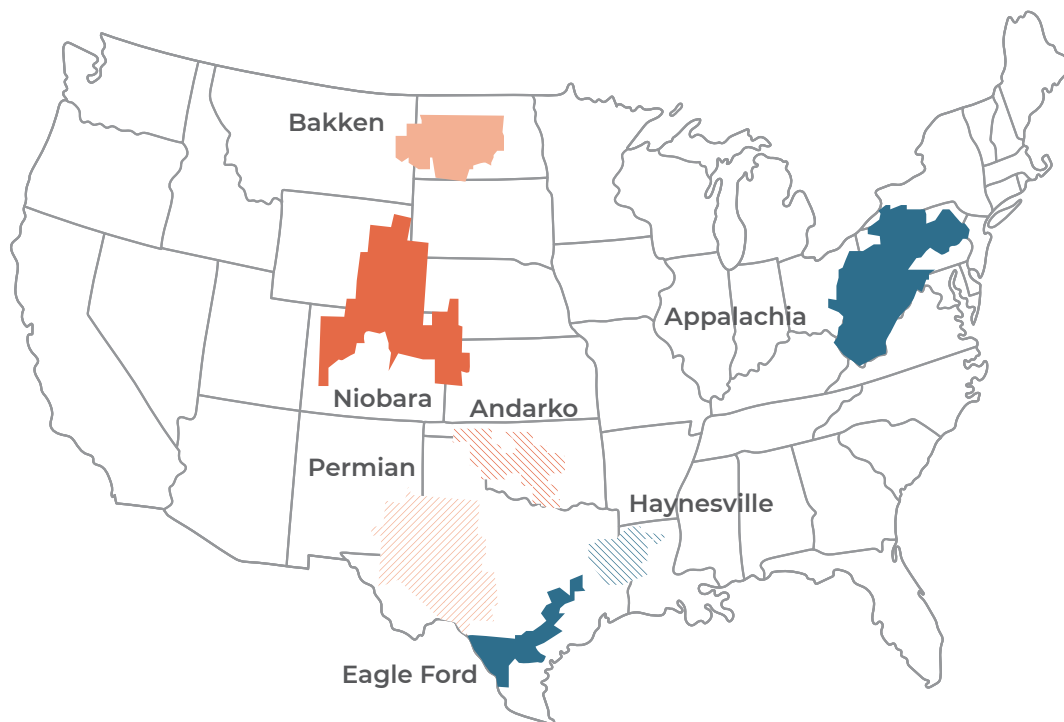 Bakken
Appalachia
Niobara
Andarko
Permian
Haynesville
Eagle Ford